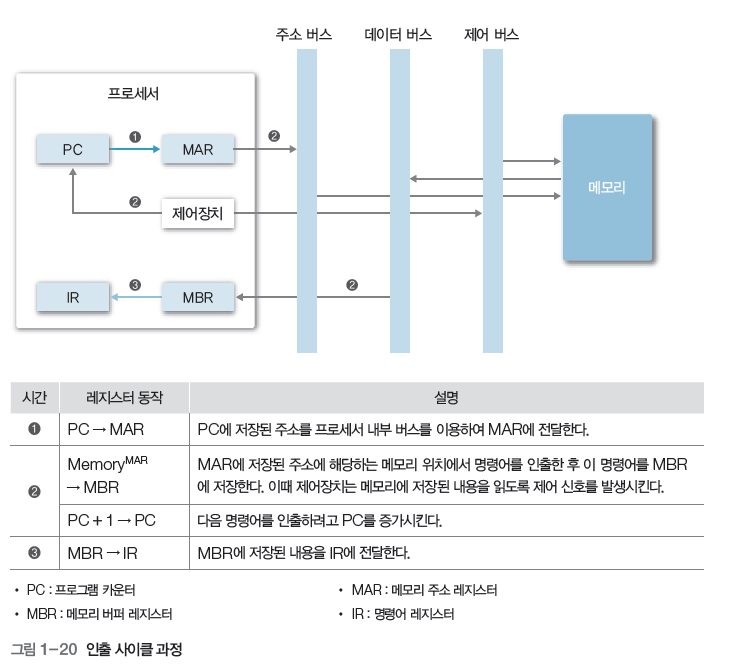 주소 버스 데이터 버스 제어 버스
프로세서
❶ ❷
PC MAR
메모리
❷
제어장치
❸ ❷
IR MBR
시간 레지스터 동작 설명
❶ PC → MAR PC에 저장된 주소를 프로세서 내부 버스를 이용하여 MAR에 전달한다.
❷ Memory^MAR MAR에 저장된 주소에 해당하는 메모리 위치에서 명령어를 인출한 후 이 명령어를 MBR
→ MBR 에 저장한다. 이때 제어장치는 메모리에 저장된 내용을 읽도록 제어 신호를 발생시킨다.
PC + 1 → PC 다음 명령어를 인출하려고 PC를 증가시킨다.
❸ MBR → IR MBR에 저장된 내용을 IR에 전달한다.
• PC : 프로그램 카운터 • MAR : 메모리 주소 레지스터
• MBR : 메모리 버퍼 레지스터 • IR : 명령어 레지스터
그림 1-20 인출 사이클 과정